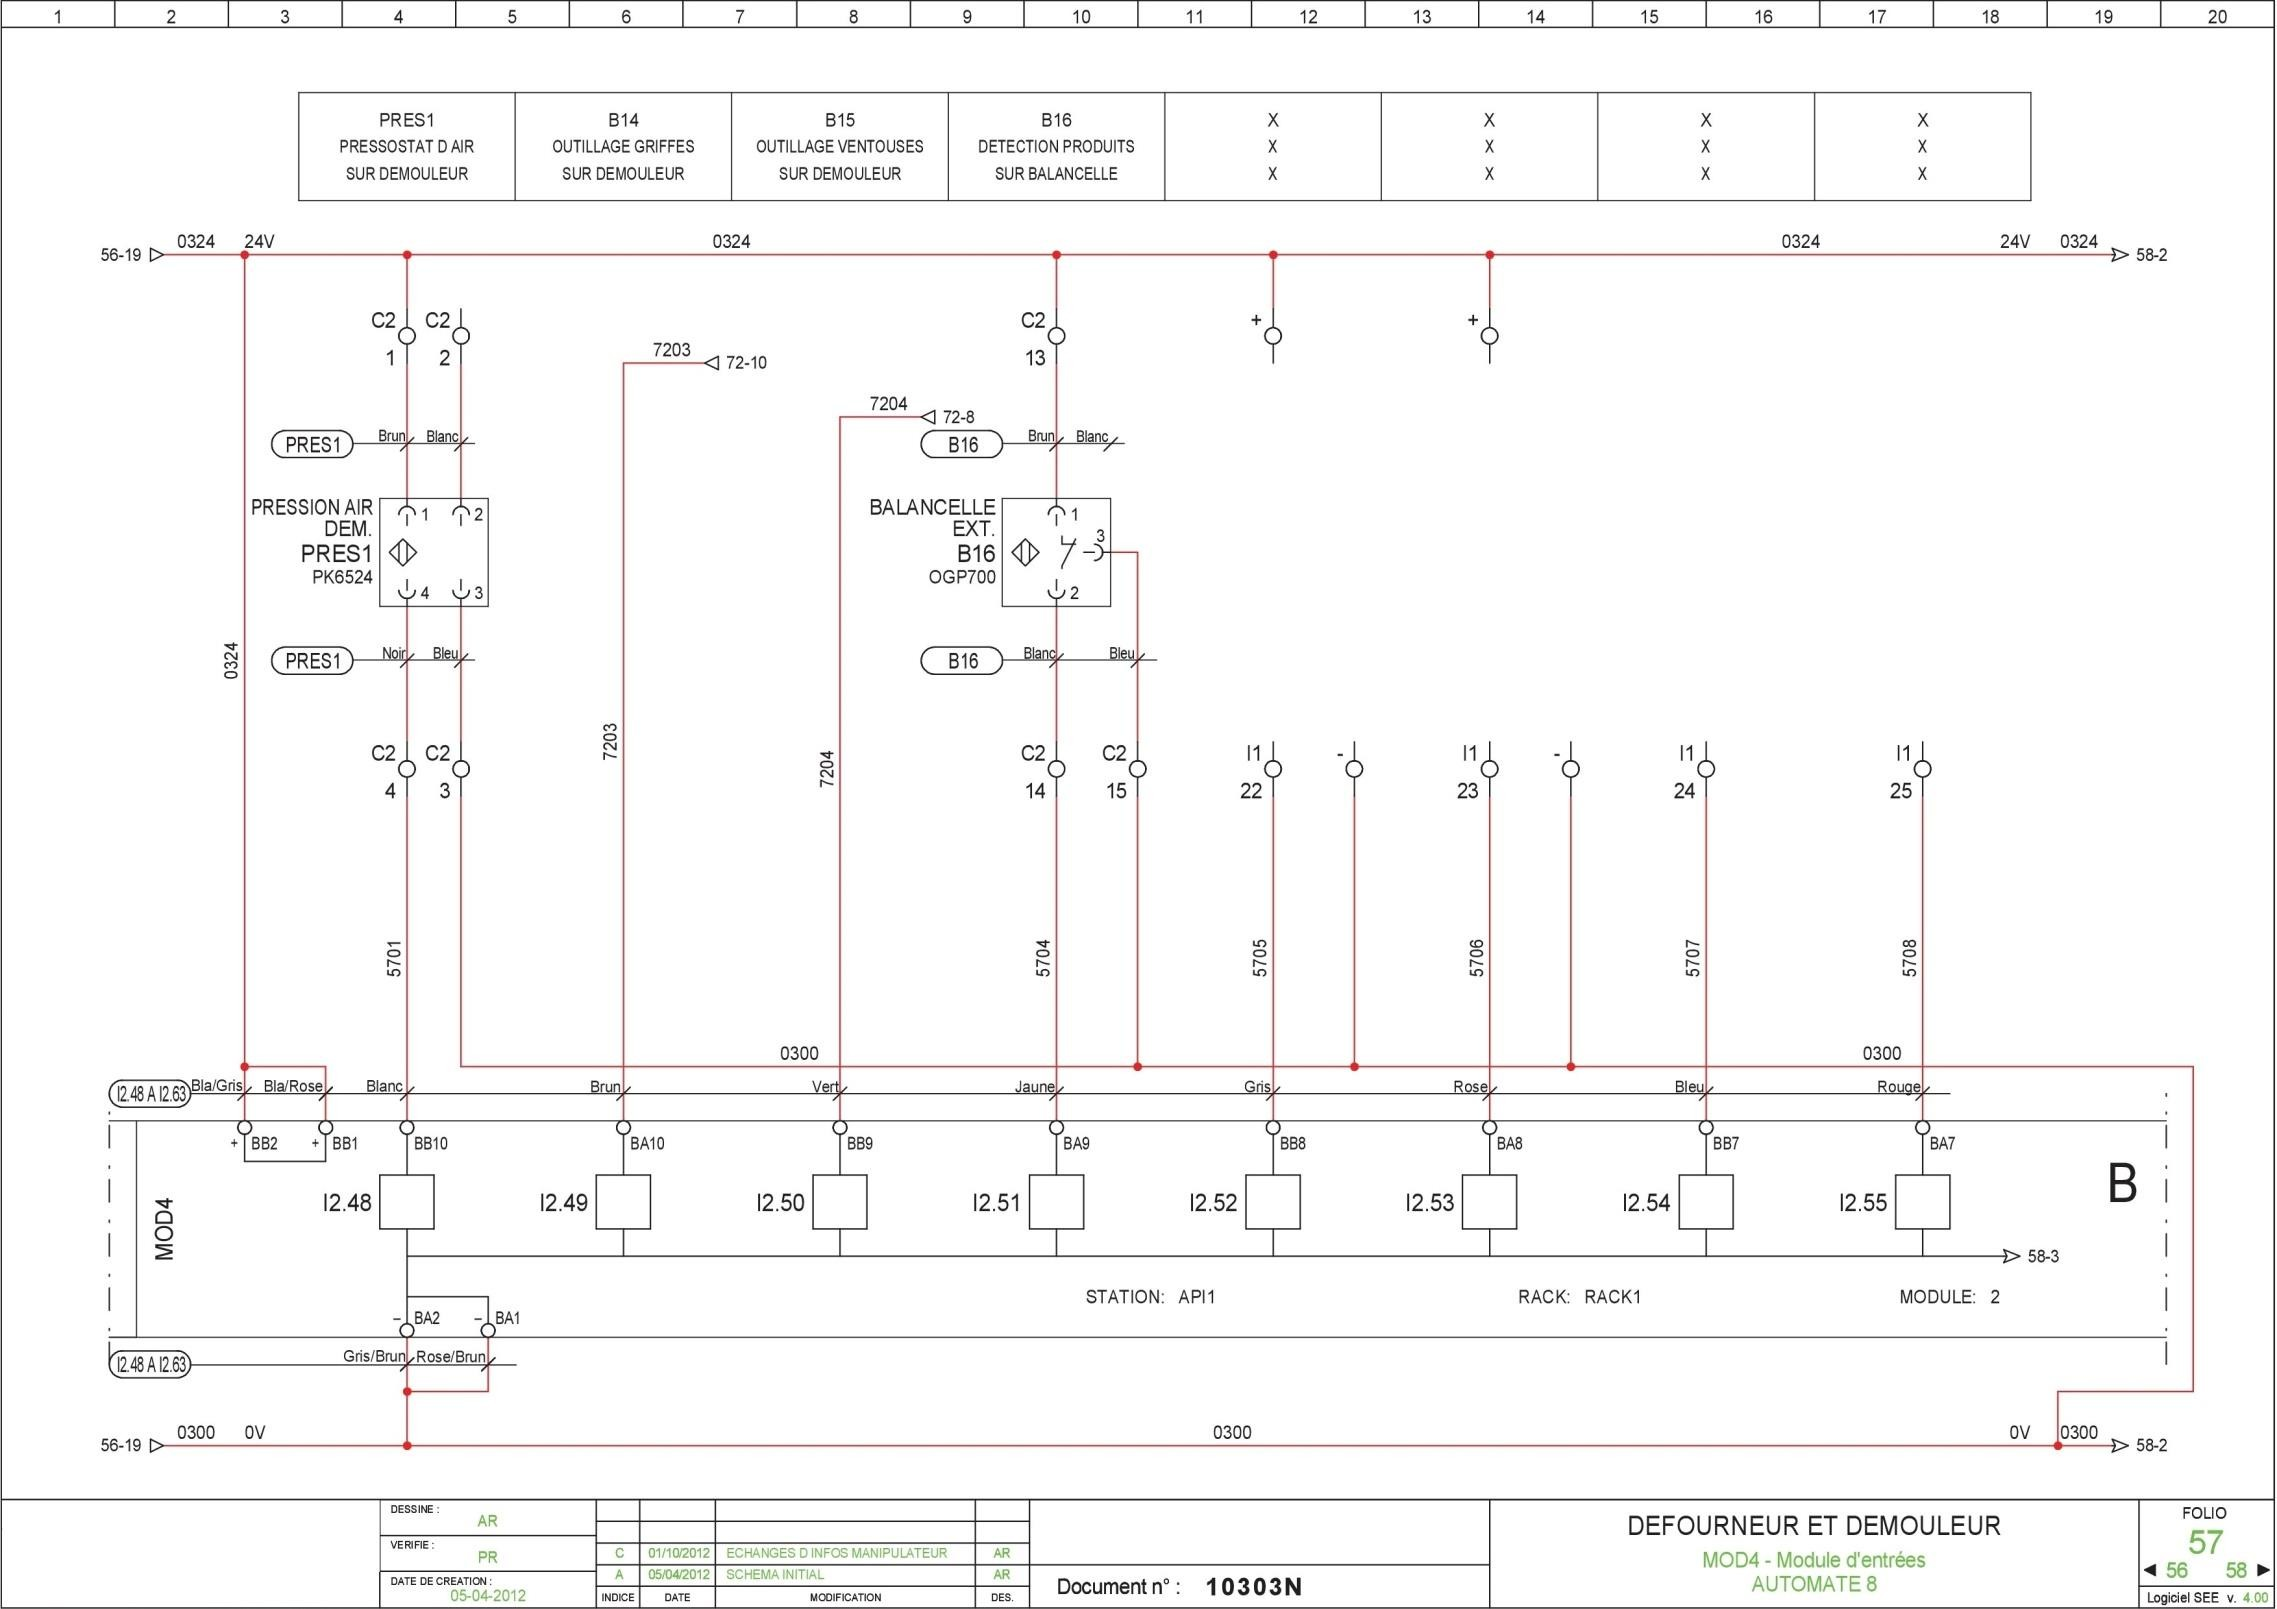 1 2 3 4 5 6 7 8 9 10 11 12 13 14 15 16 17 18 19 20
PRES1 B14 B15 B16 X X X X
PRESSOSTAT D AIR OUTILLAGE GRIFFES OUTILLAGE VENTOUSES DETECTION PRODUITS X X X X
SUR DEMOULEUR SUR DEMOULEUR SUR DEMOULEUR SUR BALANCELLE X X X X
56-19 0324 24V 0324 0324 24V 0324 58-2
C2 C2 C2 + +
1 2 13
7203 72-10
7204 72-8
PRES1 Brun Blanc B16 Brun Blanc
PRESSION AIR 1 2 BALANCELLE 1
DEM. EXT. 3
PRES1 B16
PK6524 OGP700
4 3 2
0324
PRES1 Noir Bleu B16 Blanc Bleu
7203 7204
C2 C2 C2 C2 I1 - I1 - I1 I1
4 3 14 15 22 23 24 25
5701 5704 5705 5706 5707 5708
0300 0300
I2.48 A I2.63 Bla/Gris Bla/Rose Blanc Brun Vert Jaune Gris Rose Bleu Rouge
+ BB2 + BB1 BB10 BA10 BB9 BA9 BB8 BA8 BB7 BA7
MOD4 I2.48 I2.49 I2.50 I2.51 I2.52 I2.53 I2.54 I2.55 B
58-3
STATION: API1 RACK: RACK1 MODULE: 2
– BA2 – BA1
I2.48 A I2.63 Gris/Brun Rose/Brun
56-19 0300 0V 0300 0V 0300 58-2
DESSINE :
AR
VERIFIE :
PR
DATE DE CREATION :
05-04-2012
C 01/10/2012 ECHANGES D INFOS MANIPULATEUR AR
A 05/04/2012 SCHEMA INITIAL AR
INDICE DATE MODIFICATION DES.
Document n° : 10303N
DEFOURNEUR ET DEMOULEUR
MOD4 - Module d'entrées
AUTOMATE 8
FOLIO
57
◄ 56 58 ►
Logiciel SEE v. 4.00